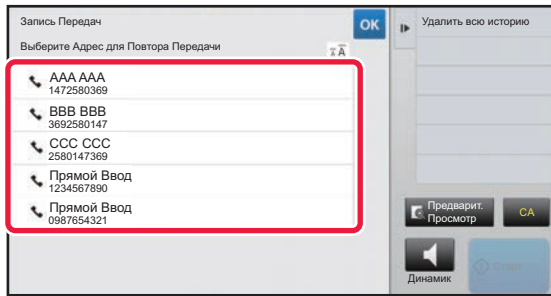 Запись Передач
OK
Удалить всю историю
Выберите Адрес для Повтора Передачи
AAA AAA
1472580369
BBB BBB
3692580147
CCC CCC
2580147369
Прямой Ввод
1234567890
Прямой Ввод
0987654321
Предварит.
Просмотр
CA
Динамик
Старт